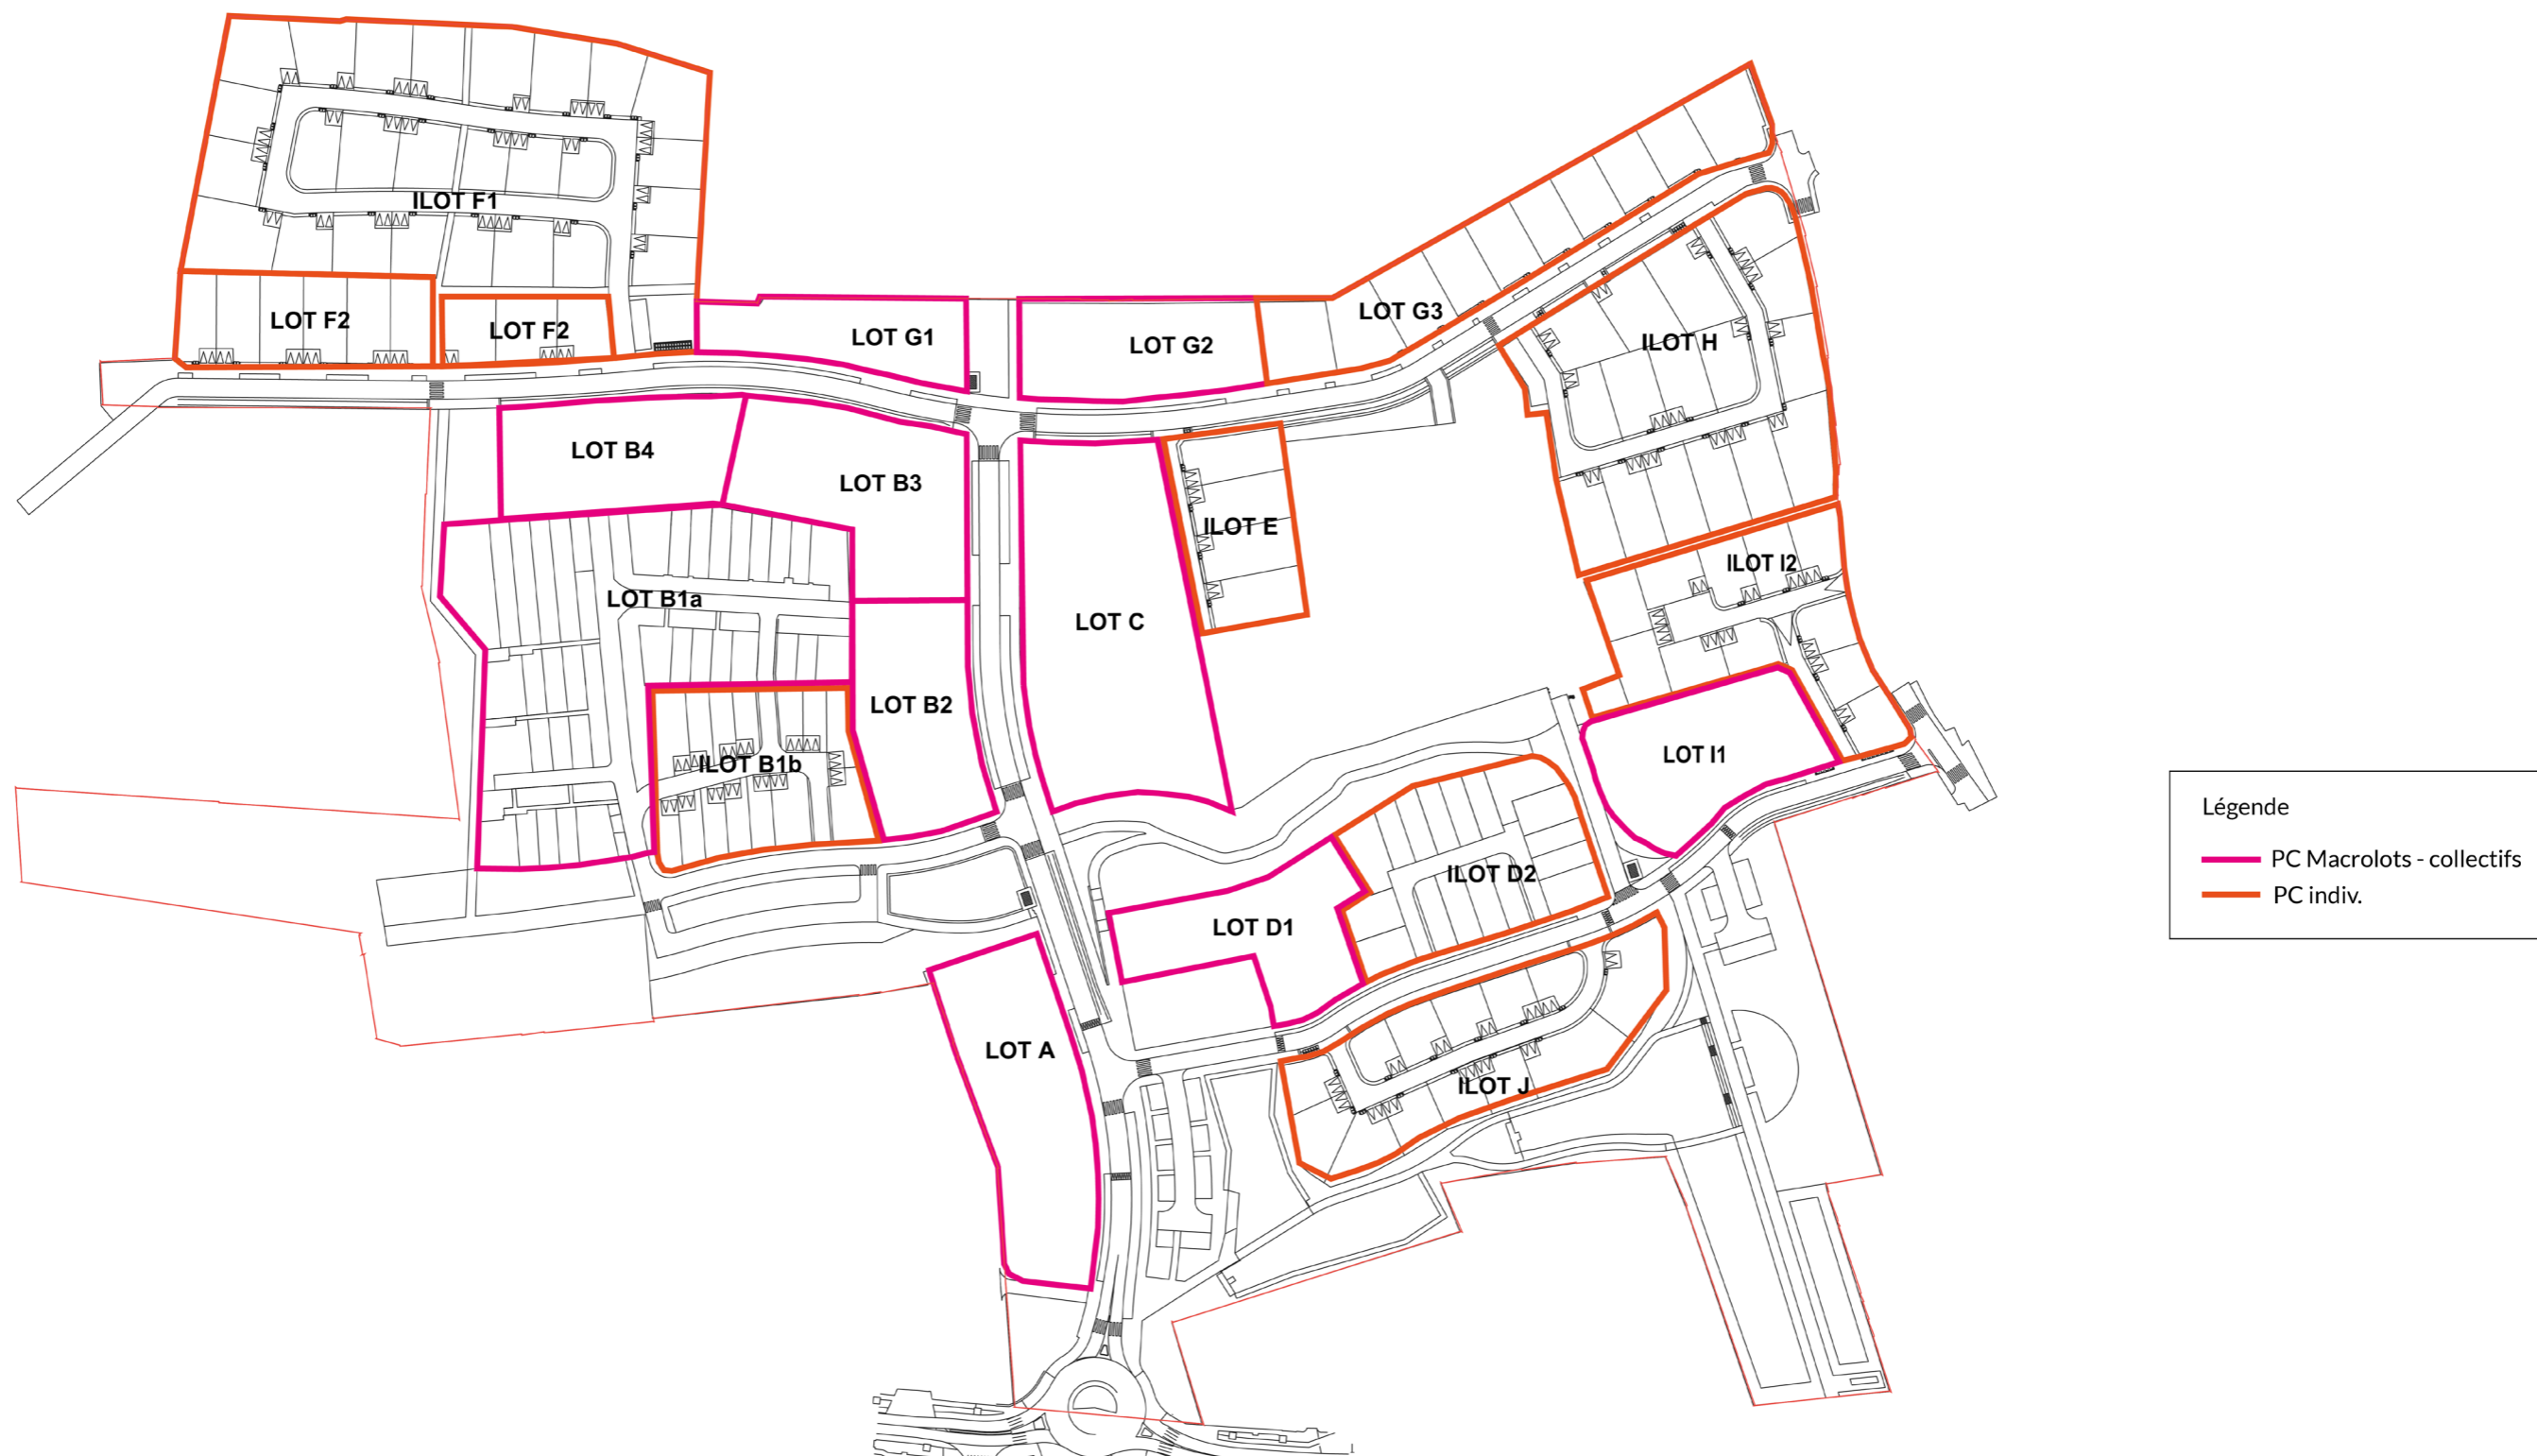 ILOT F1
LOT F2
LOT F2
LOT G1
LOT G2
LOT G3
ILOT H
LOT B4
LOT B3
ILOT E
ILOT I2
LOT B1a
LOT C
LOT B2
ILOT B1b
LOT I1
ILOT D2
LOT D1
LOT A
ILOT J
Légende
PC Macrolots - collectifs
PC indiv.